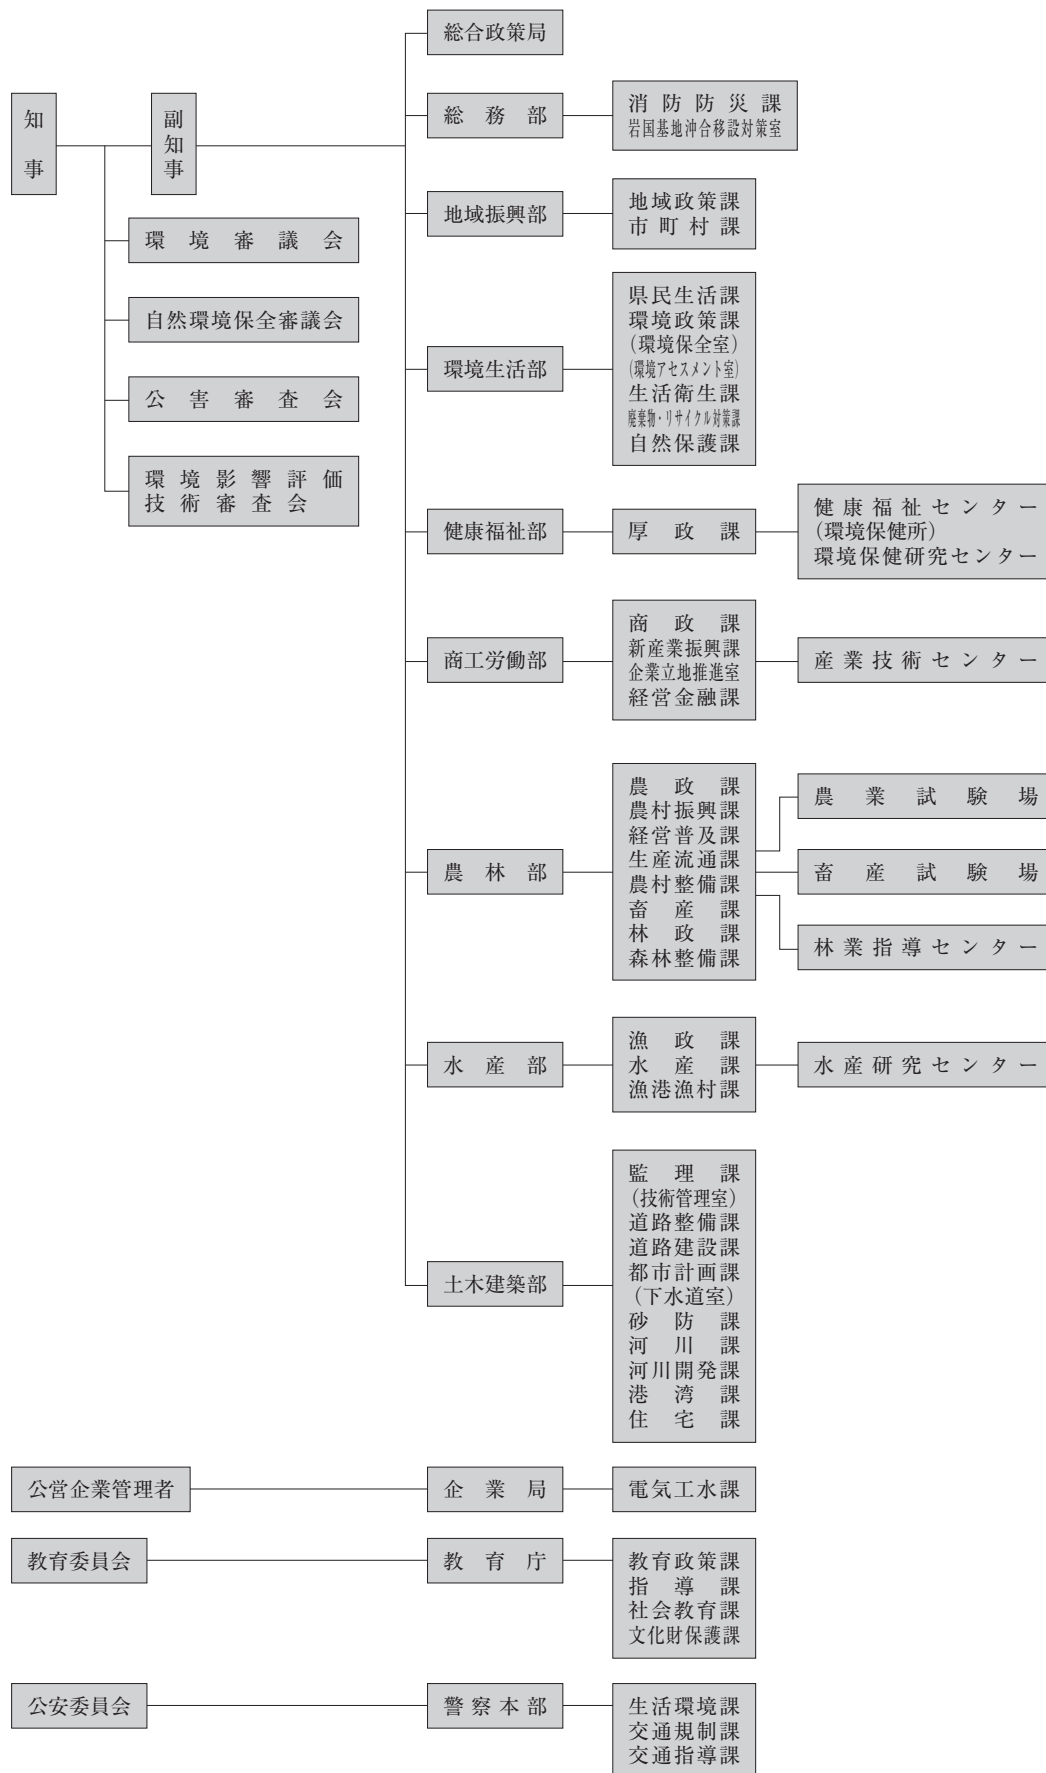 知事
副知事
環境審議会
自然環境保全審議会
公害審査会
環境影響評価
技術審査会
総合政策局
総務部
消防防災課
岩国基地沖合移設対策室
地域振興部
地域政策課
市町村課
環境生活部
県民生活課
環境政策課
(環境保全室)
(環境アセスメント室)
生活衛生課
廃棄物・リサイクル対策課
自然保護課
健康福祉部
厚政課
健康福祉センター
(環境保健所)
環境保健研究センター
商工労働部
商政課
新産業振興課
企業立地推進室
経営金融課
産業技術センター
農林部
農政課
農村振興課
経営普及課
生産流通課
農村整備課
畜産課
林政課
森林整備課
農業試験場
畜産試験場
林業指導センター
水産部
漁政課
水産課
漁港漁村課
水産研究センター
土木建築部
監理課
(技術管理室)
道路整備課
道路建設課
都市計画課
(下水道室)
砂防課
河川課
河川開発課
港湾課
住宅課
公営企業管理者
企業局
電気工水課
教育委員会
教育庁
教育政策課
指導課
社会教育課
文化財保護課
公安委員会
警察本部
生活環境課
交通規制課
交通指導課